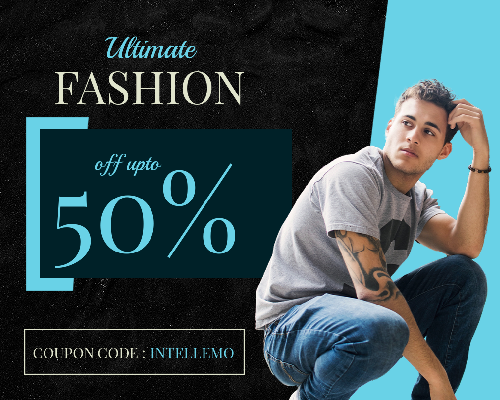 Ultimate
FASHION
off upto
50%
COUPON CODE : INTELLEMO